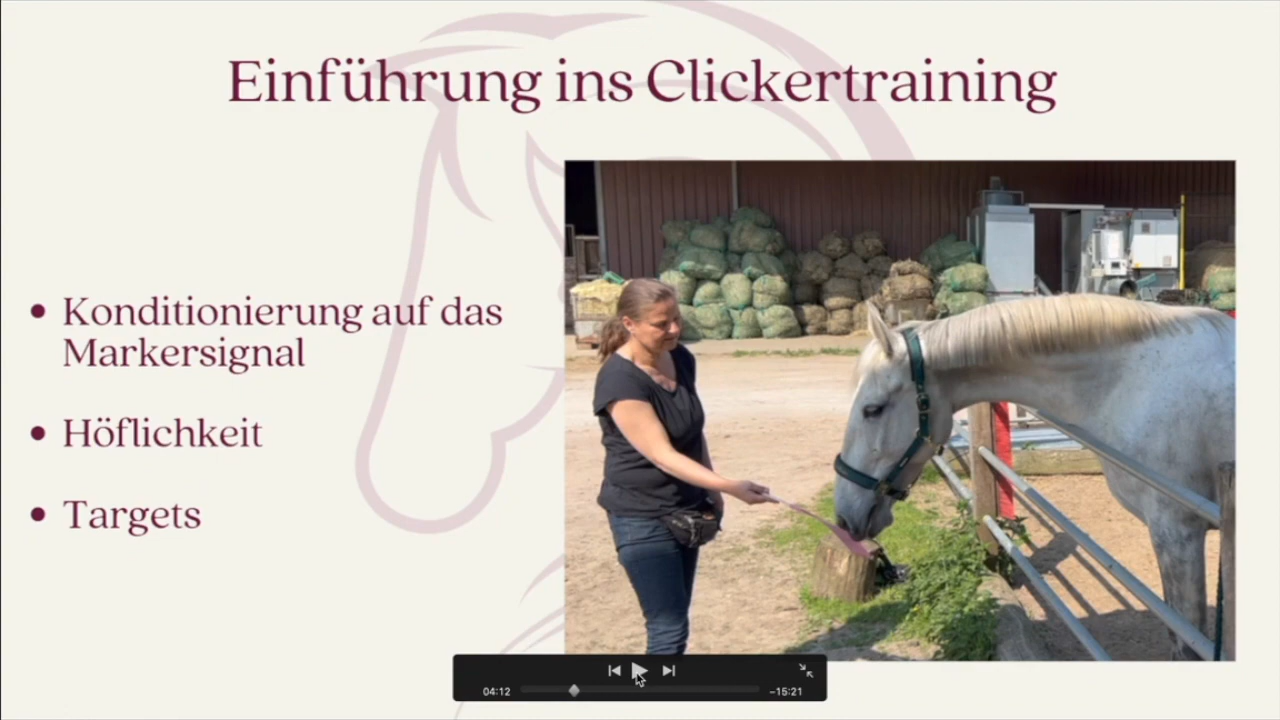 Einführung ins Clickertraining
• Konditionierung auf das
Markersignal
• Höflichkeit
• Targets
04:12
−15:21